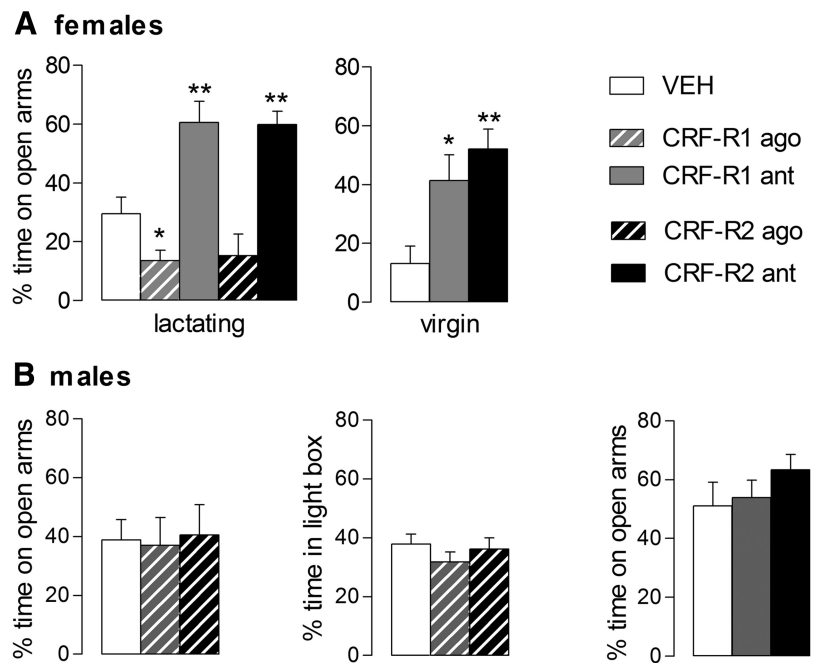 A females
% time on open arms
80
60
40
20
0
*
**
**
lactating
80
60
40
20
0
*
**
virgin
VEH
CRF-R1 ago
CRF-R1 ant
CRF-R2 ago
CRF-R2 ant
B males
% time on open arms
80
60
40
20
0
% time in light box
80
60
40
20
0
% time on open arms
80
60
40
20
0